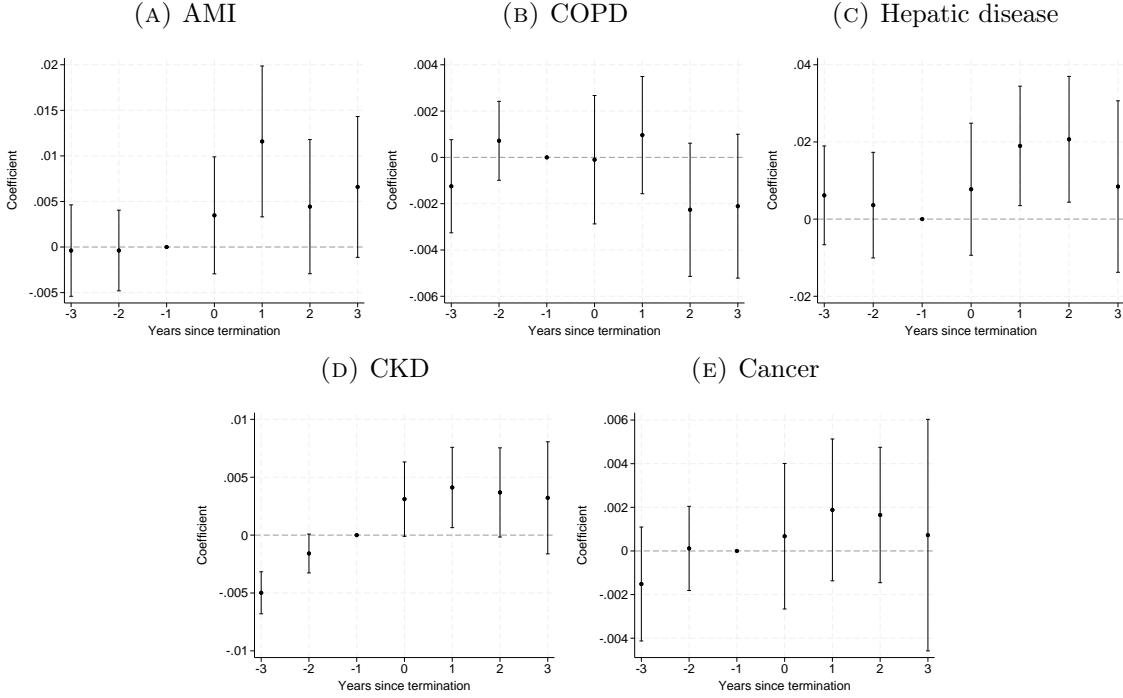 (A) AMI
.02
.015
.01
.005
0
-.005
Coefficient
-3 -2 -1 0 1 2 3
Years since termination
(B) COPD
.004
.002
0
-.002
-.004
-.006
Coefficient
-3 -2 -1 0 1 2 3
Years since termination
(C) Hepatic disease
.04
.02
0
-.02
Coefficient
-3 -2 -1 0 1 2 3
Years since termination
(D) CKD
.01
.005
0
-.005
-.01
Coefficient
-3 -2 -1 0 1 2 3
Years since termination
(E) Cancer
.006
.004
.002
0
-.002
-.004
Coefficient
-3 -2 -1 0 1 2 3
Years since termination